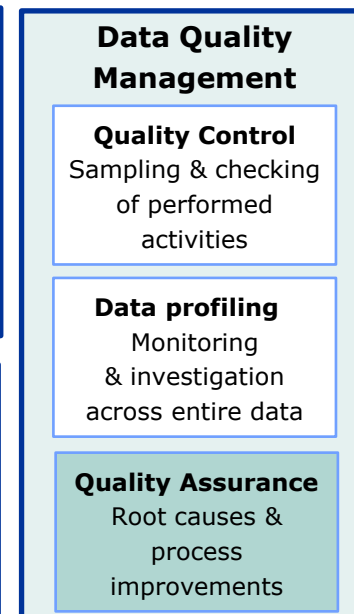 Data Quality
Management
Quality Control
Sampling & checking
of performed
activities
Data profiling
Monitoring
& investigation
across entire data
Quality Assurance
Root causes &
process
improvements